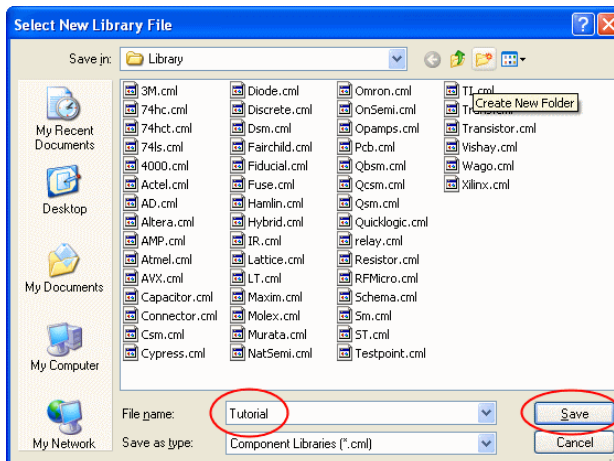 Select New Library File
Save in:
Library
My Recent
Documents
Desktop
My Documents
My Computer
My Network
3M.cml
74hc.cml
74hct.cml
74ls.cml
4000.cml
Actel.cml
AD.cml
Altera.cml
AMP.cml
Atmel.cml
AVX.cml
Capacitor.cml
Connector.cml
Csm.cml
Cypress.cml
Diode.cml
Discrete.cml
Dsm.cml
Fairchild.cml
Fiducial.cml
Fuse.cml
Hamlin.cml
Hybrid.cml
IR.cml
Lattice.cml
LT.cml
Maxim.cml
Molex.cml
Murata.cml
NatSemi.cml
Omron.cml
OnSemi.cml
Opamps.cml
Pcb.cml
Qbsm.cml
Qcsm.cml
Qsm.cml
Quicklogic.cml
relay.cml
Resistor.cml
RFMicro.cml
Schema.cml
Sm.cml
ST.cml
Testpoint.cml
TI.cml
Create New Folder
Transistor.cml
Vishay.cml
Wago.cml
Xilinx.cml
File name:
Tutorial
Save
Save as type:
Component Libraries (*.cml)
Cancel